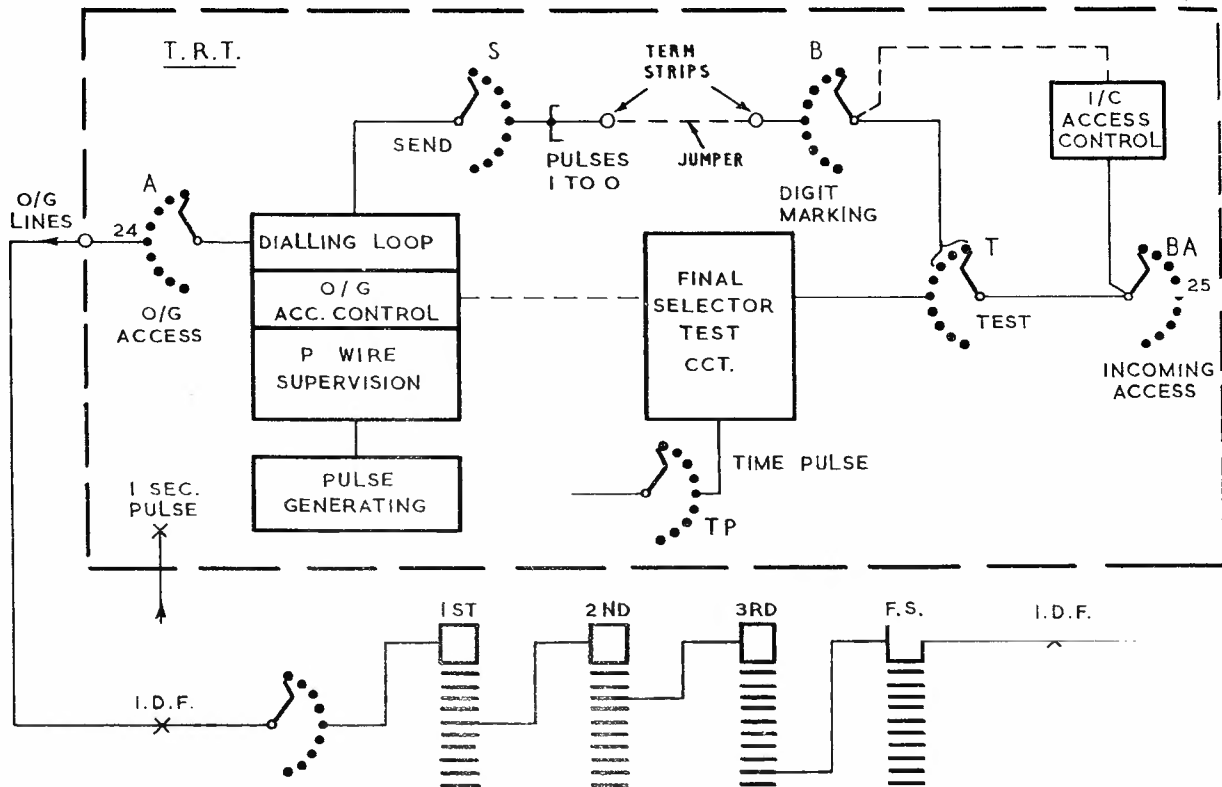 T.R.T.
S
TERM
STRIPS
B
I/C
ACCESS
CONTROL
SEND
PULSES
1 TO 0
JUMPER
DIGIT
MARKING
A
O/G
LINES
24
O/G
ACCESS
DIALLING LOOP
O/G
ACC. CONTROL
P WIRE
SUPERVISION
PULSE
GENERATING
FINAL
SELECTOR
TEST
CCT.
T
TEST
BA
25
INCOMING
ACCESS
TIME PULSE
TP
1 SEC.
PULSE
1ST
2ND
3RD
F.S.
I.D.F.
I.D.F.